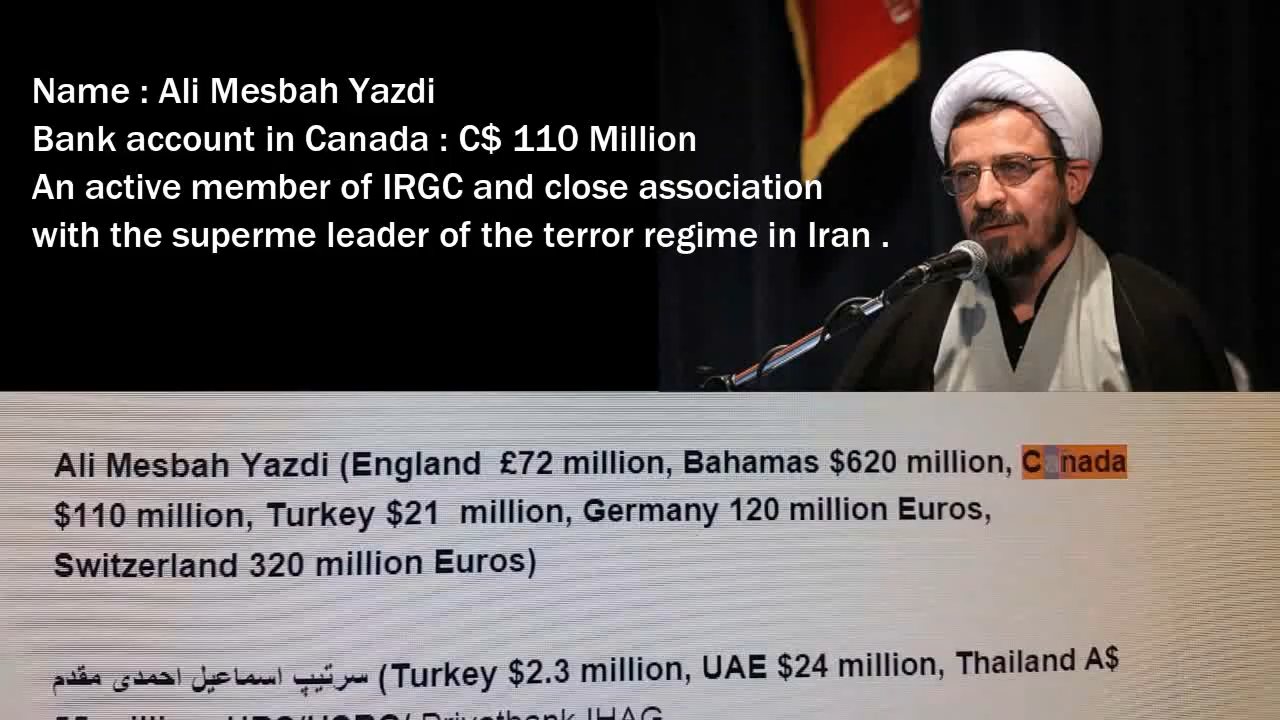 Name : Ali Mesbah Yazdi
Bank account in Canada : C$ 110 Million
An active member of IRGC and close association
with the superme leader of the terror regime in Iran .
Ali Mesbah Yazdi (England £72 million, Bahamas $620 million, Canada
$110 million, Turkey $21 million, Germany 120 million Euros,
Switzerland 320 million Euros)
سرتیپ اسماعیل احمدی مقدم (Turkey $2.3 million, UAE $24 million, Thailand A$